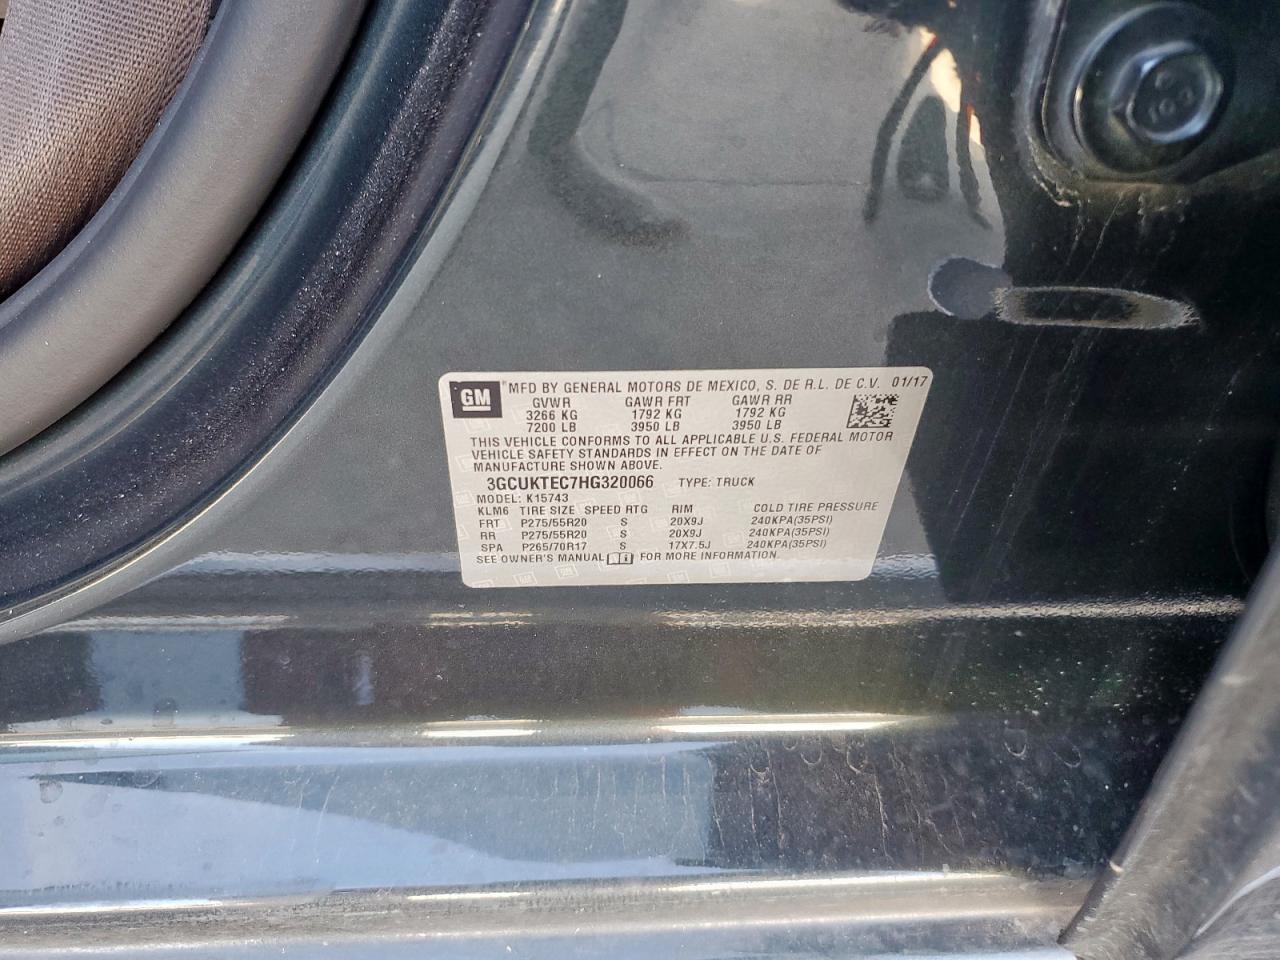 GM MFD BY GENERAL MOTORS DE MEXICO, S. DE R.L. DE C.V. 01/17
GVWR GAWR FRT GAWR RR
3266 KG 1792 KG 1792 KG
7200 LB 3950 LB 3950 LB
THIS VEHICLE CONFORMS TO ALL APPLICABLE U.S. FEDERAL MOTOR
VEHICLE SAFETY STANDARDS IN EFFECT ON THE DATE OF
MANUFACTURE SHOWN ABOVE.
3GCUKTEC7HG320066 TYPE: TRUCK
MODEL: K15743
KLM6 TIRE SIZE SPEED RTG RIM COLD TIRE PRESSURE
FRT P275/55R20 S 20X9J 240KPA(35PSI)
RR P275/55R20 S 20X9J 240KPA(35PSI)
SPA P265/70R17 S 17X7.5J 240KPA(35PSI)
SEE OWNER'S MANUAL FOR MORE INFORMATION.